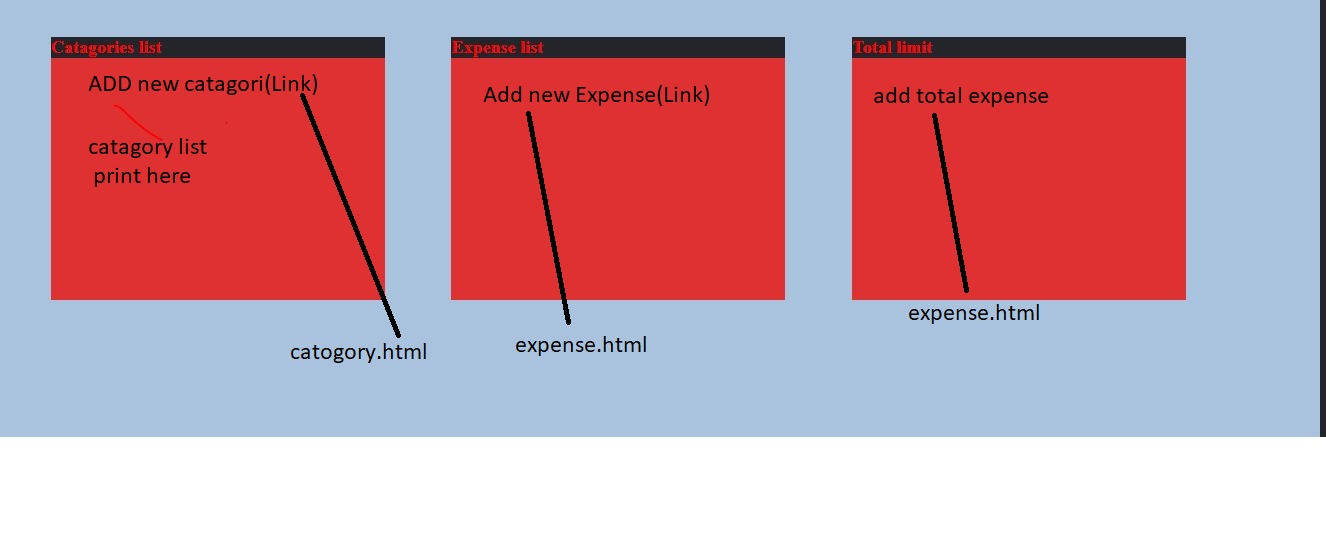 Catagories list
ADD new catagori(Link)
catagory list
print here
catogory.html
Expense list
Add new Expense(Link)
expense.html
Total limit
add total expense
expense.html